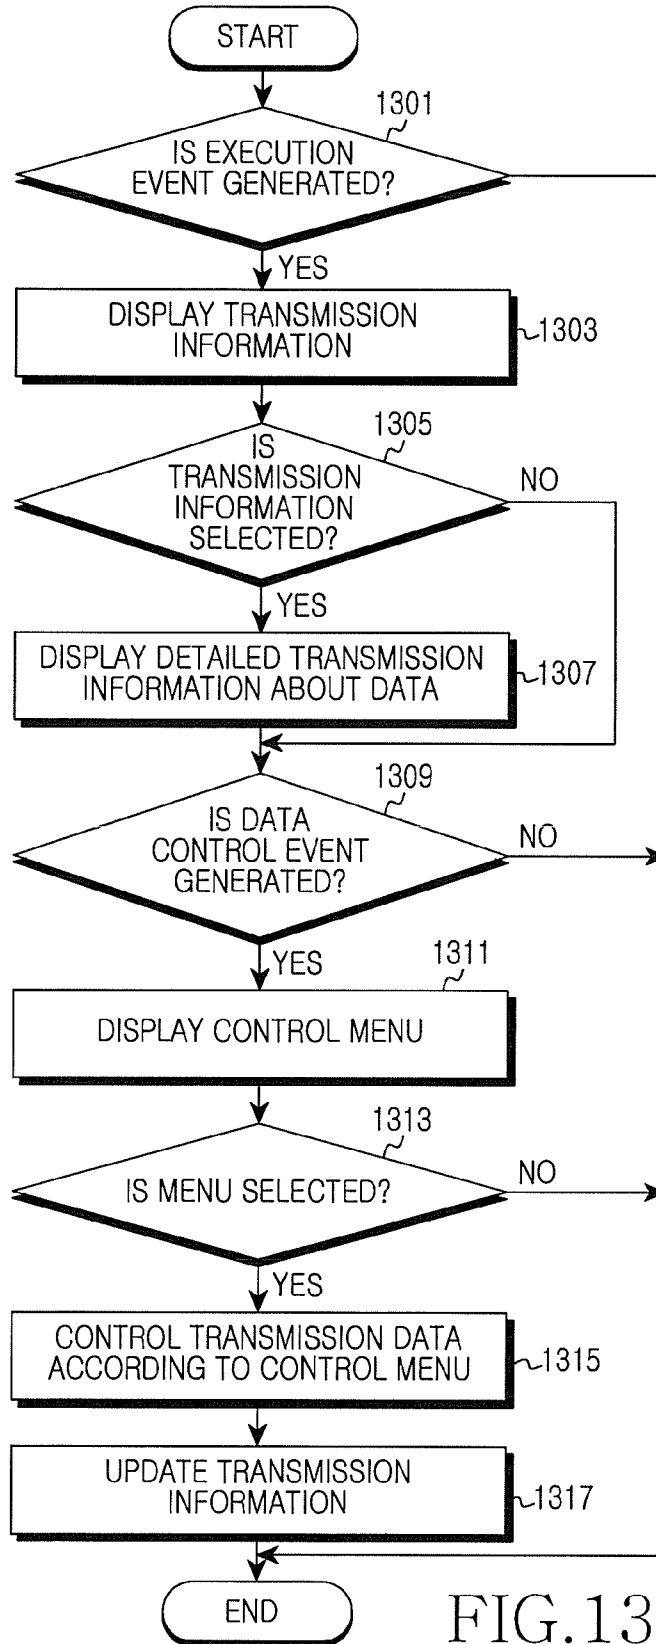 START
1301
IS EXECUTION
EVENT GENERATED?
YES
DISPLAY TRANSMISSION
INFORMATION
1303
1305
IS
TRANSMISSION
INFORMATION
SELECTED?
NO
YES
DISPLAY DETAILED TRANSMISSION
INFORMATION ABOUT DATA
1307
1309
IS DATA
CONTROL EVENT
GENERATED?
NO
YES
1311
DISPLAY CONTROL MENU
1313
IS MENU SELECTED?
NO
YES
CONTROL TRANSMISSION DATA
ACCORDING TO CONTROL MENU
1315
UPDATE TRANSMISSION
INFORMATION
1317
END
FIG.13